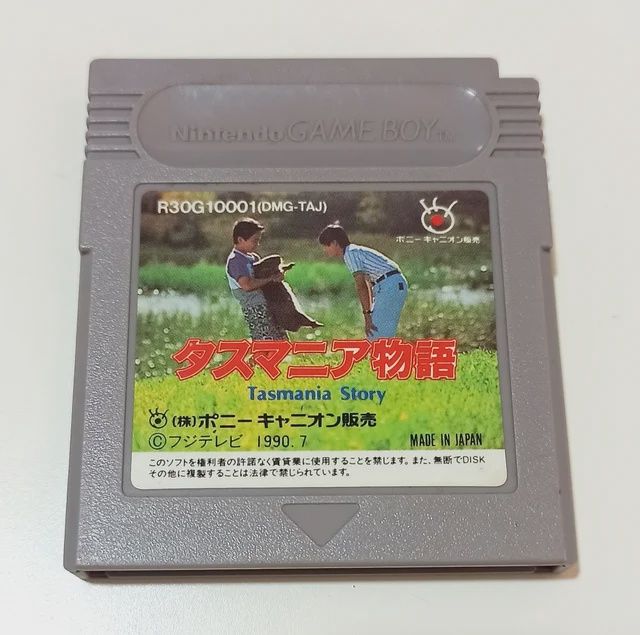 Nintendo GAME BOY TM
R30G10001(DMG-TAJ)
ポニーキャニオン販売
タスマニア物語
Tasmania Story
(株)ポニーキャニオン販売
©フジテレビ 1990.7
MADE IN JAPAN
このソフトを権利者の許諾なく賃貸業に使用することを禁じます。また、無断でDISK
その他に複製することは法律で禁じられています。